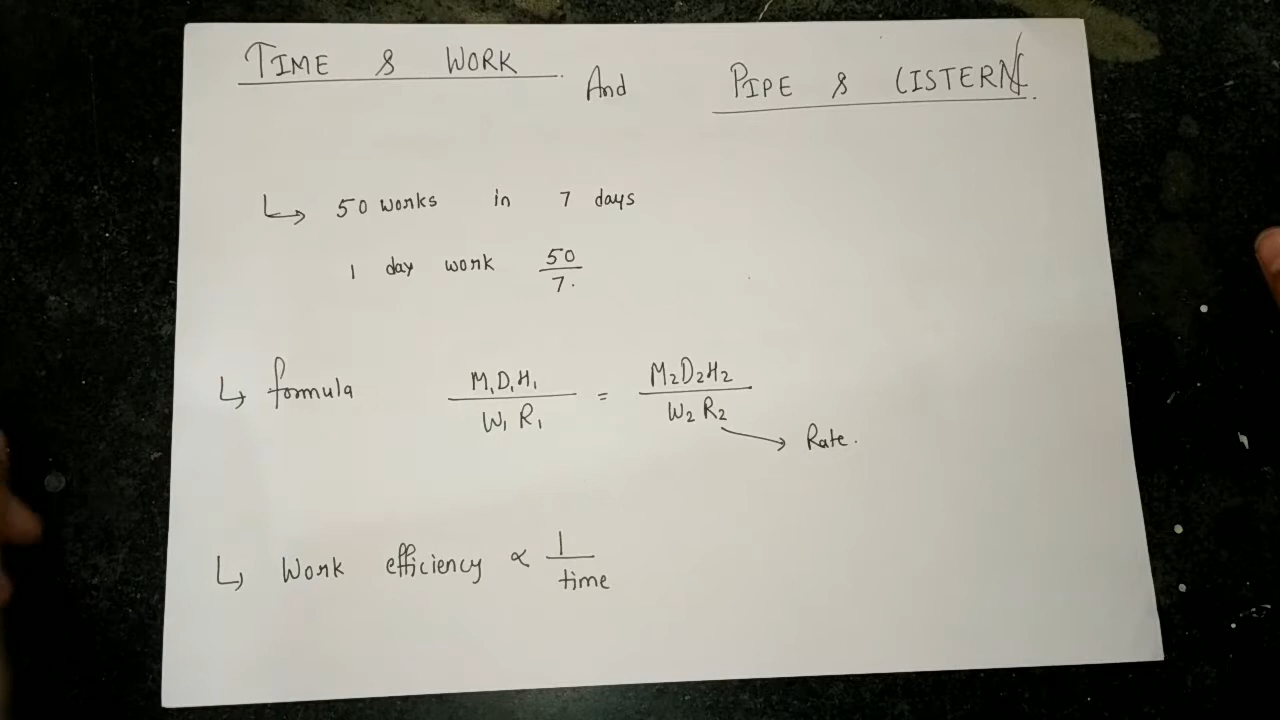 TIME & WORK And PIPE & CISTERN
↳ 50 works in 7 days
1 day work 50/7.
↳ formula M₁D₁H₁/W₁R₁ = M₂D₂H₂/W₂R₂
→ Rate.
↳ Work efficiency ∝ 1/time